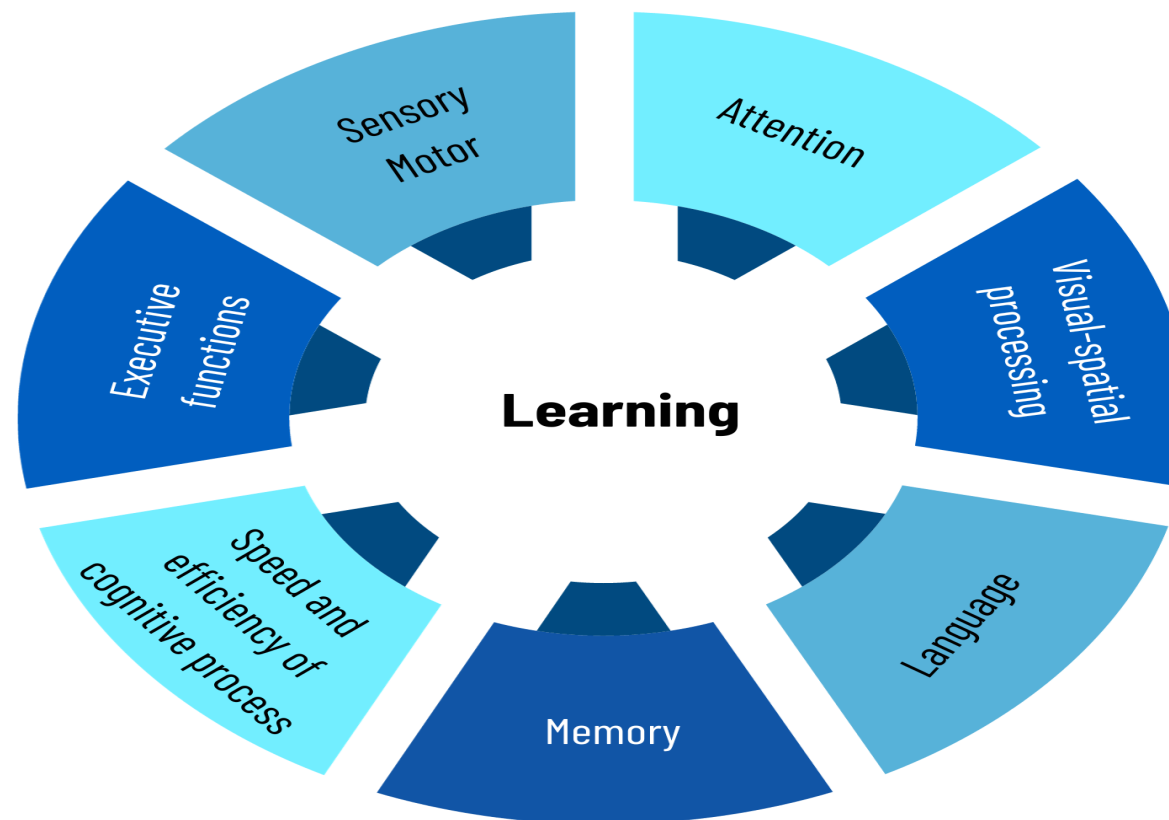 Sensory
Motor
Attention
Executive
functions
Learning
Visual-spatial
processing
Speed and
efficiency of
cognitive process
Memory
Language